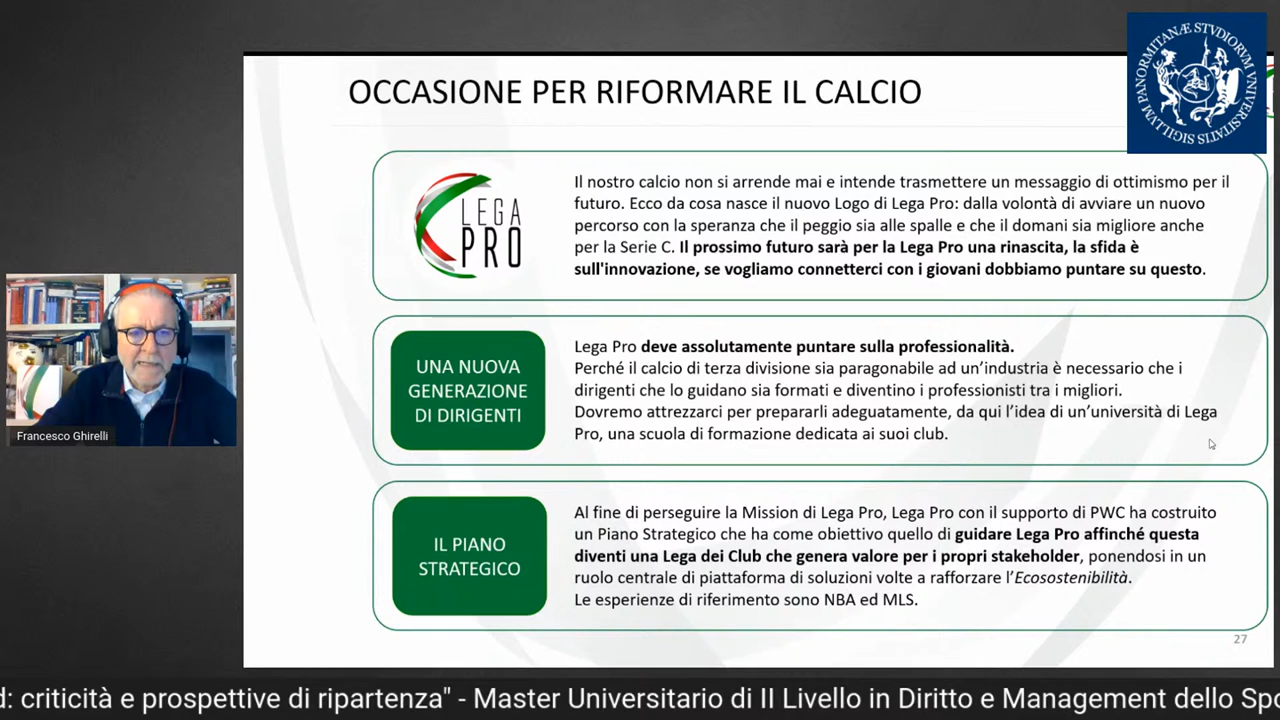 OCCASIONE PER RIFORMARE IL CALCIO
SIGILLVM PANORMITANÆ STVDIORVM VNIVERSITATIS
LEGA
PRO
Il nostro calcio non si arrende mai e intende trasmettere un messaggio di ottimismo per il
futuro. Ecco da cosa nasce il nuovo Logo di Lega Pro: dalla volontà di avviare un nuovo
percorso con la speranza che il peggio sia alle spalle e che il domani sia migliore anche
per la Serie C. Il prossimo futuro sarà per la Lega Pro una rinascita, la sfida è
sull'innovazione, se vogliamo connetterci con i giovani dobbiamo puntare su questo.
UNA NUOVA
GENERAZIONE
DI DIRIGENTI
Lega Pro deve assolutamente puntare sulla professionalità.
Perché il calcio di terza divisione sia paragonabile ad un’industria è necessario che i
dirigenti che lo guidano sia formati e diventino i professionisti tra i migliori.
Dovremo attrezzarci per prepararli adeguatamente, da qui l’idea di un’università di Lega
Pro, una scuola di formazione dedicata ai suoi club.
IL PIANO
STRATEGICO
Al fine di perseguire la Mission di Lega Pro, Lega Pro con il supporto di PWC ha costruito
un Piano Strategico che ha come obiettivo quello di guidare Lega Pro affinché questa
diventi una Lega dei Club che genera valore per i propri stakeholder, ponendosi in un
ruolo centrale di piattaforma di soluzioni volte a rafforzare l’Ecosostenibilità.
Le esperienze di riferimento sono NBA ed MLS.
27
Francesco Ghirelli
d: criticità e prospettive di ripartenza" - Master Universitario di II Livello in Diritto e Management dello Spo